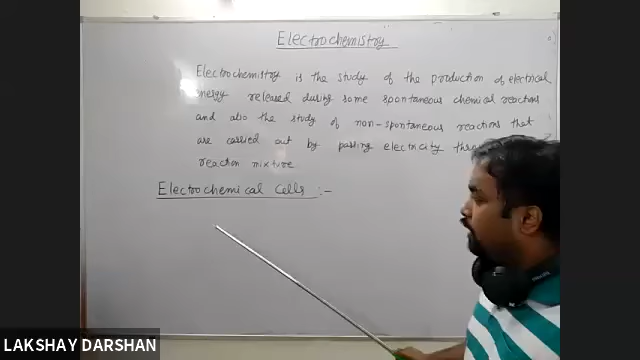 Electrochemistry
Electrochemistry is the study of the production of electrical
energy released during some spontaneous chemical reactions
and also the study of non-spontaneous reactions that
are carried out by passing electricity
reaction mixture
Electrochemical Cells :-
LAKSHAY DARSHAN